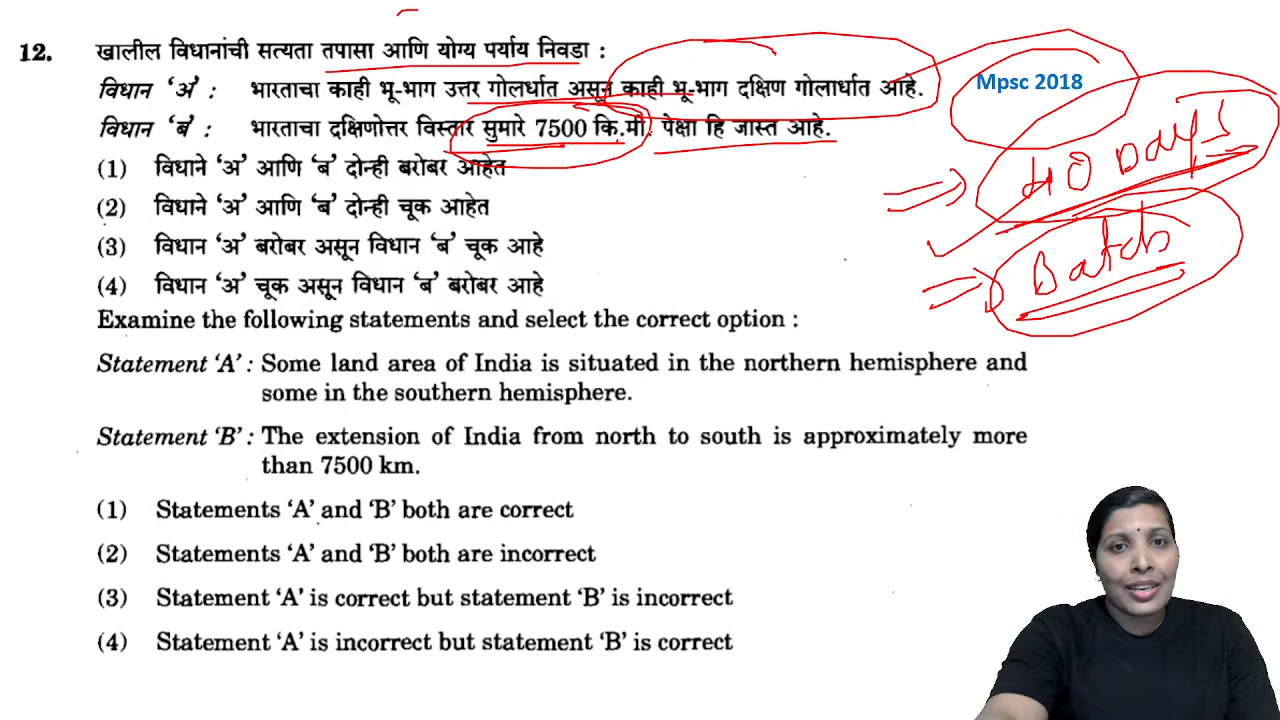 12. खालील विधानांची सत्यता तपासा आणि योग्य पर्याय निवडा :
विधान ‘अ’ : भारताचा काही भू-भाग उत्तर गोलर्धात असून काही भू-भाग दक्षिण गोलार्धात आहे.
Mpsc 2018
विधान ‘ब’ : भारताचा दक्षिणोत्तर विस्तार सुमारे 7500 कि.मी. पेक्षा हि जास्त आहे.
40 Days
(1) विधाने ‘अ’ आणि ‘ब’ दोन्ही बरोबर आहेत
(2) विधाने ‘अ’ आणि ‘ब’ दोन्ही चूक आहेत
(3) विधान ‘अ’ बरोबर असून विधान ‘ब’ चूक आहे
Batch
(4) विधान ‘अ’ चूक असून विधान ‘ब’ बरोबर आहे
Examine the following statements and select the correct option :
Statement ‘A’ : Some land area of India is situated in the northern hemisphere and
some in the southern hemisphere.
Statement ‘B’ : The extension of India from north to south is approximately more
than 7500 km.
(1) Statements ‘A’ and ‘B’ both are correct
(2) Statements ‘A’ and ‘B’ both are incorrect
(3) Statement ‘A’ is correct but statement ‘B’ is incorrect
(4) Statement ‘A’ is incorrect but statement ‘B’ is correct